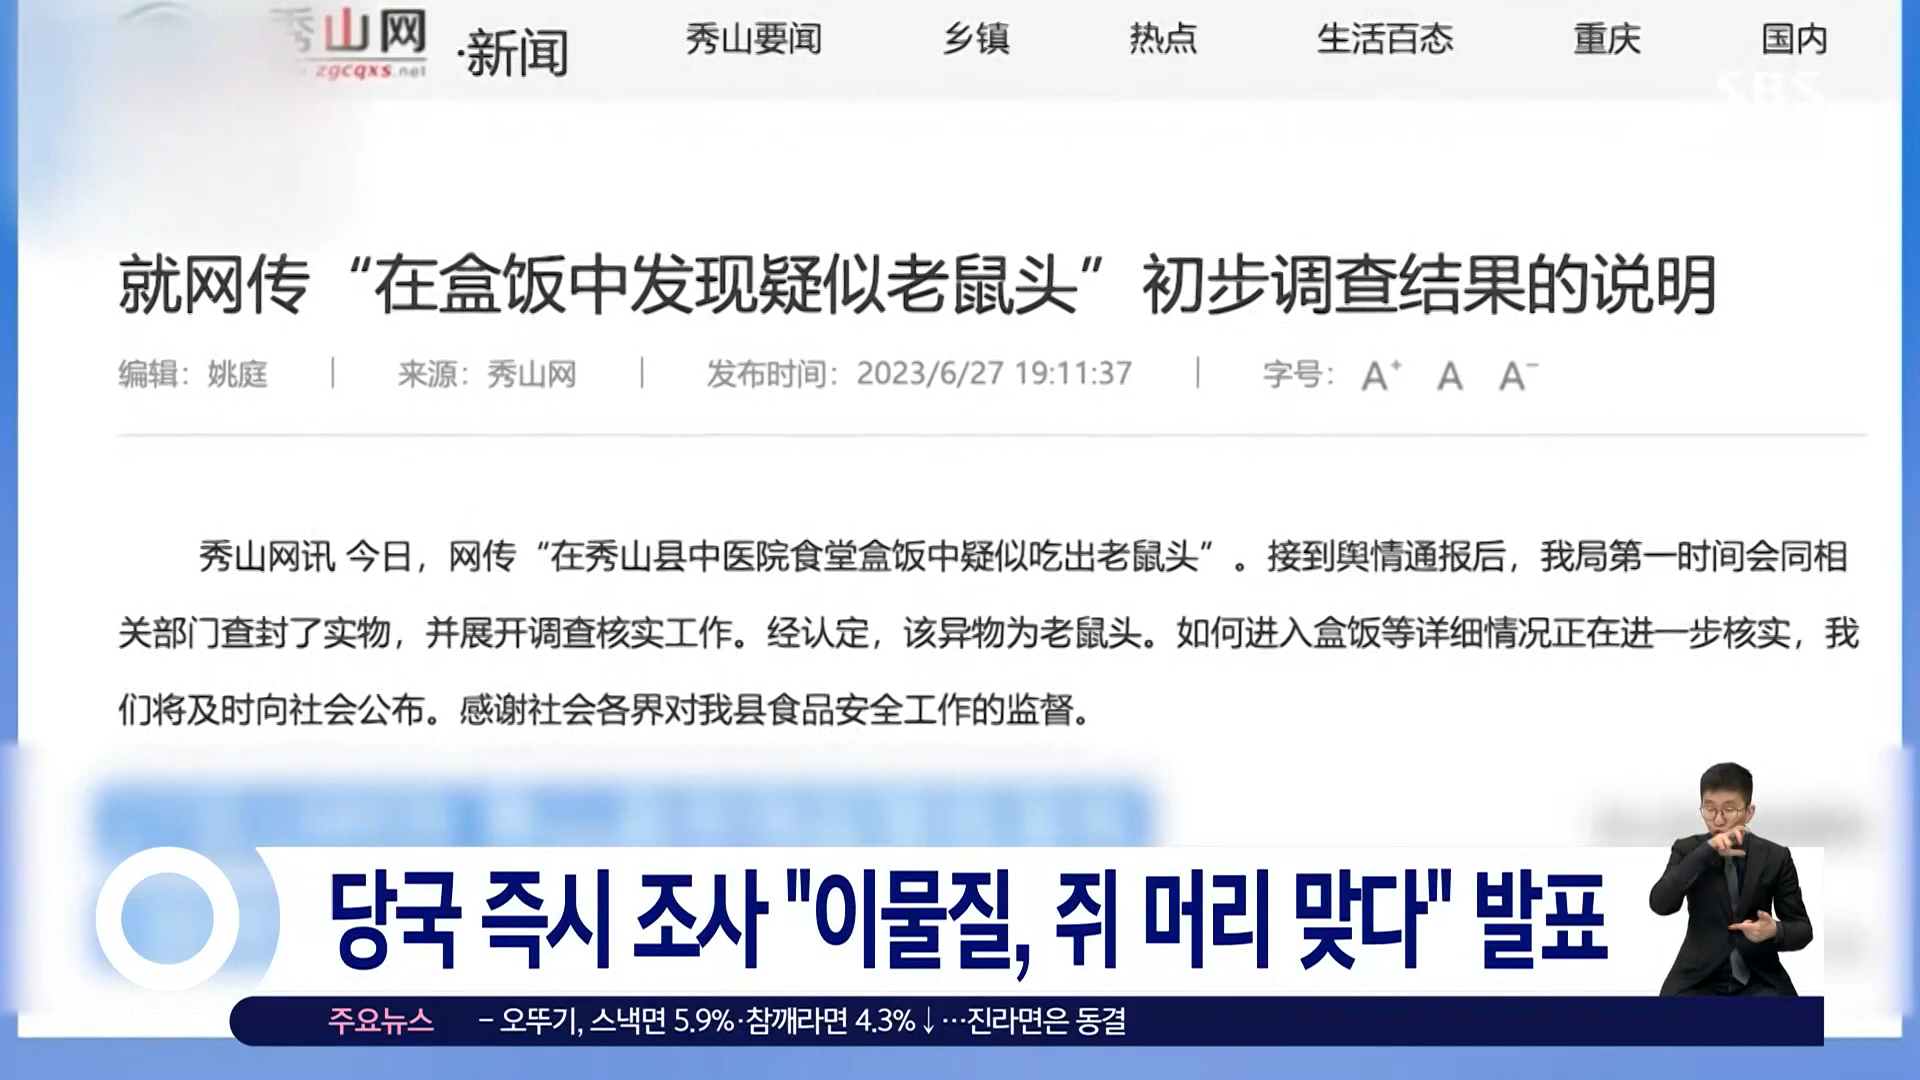 秀山网
zgcqxs.net
·新闻
秀山要闻 乡镇 热点 生活百态 重庆 国内
SBS
就网传“在盒饭中发现疑似老鼠头”初步调查结果的说明
编辑：姚庭 | 来源：秀山网 | 发布时间：2023/6/27 19:11:37 | 字号： A⁺ A A⁻
秀山网讯 今日，网传“在秀山县中医院食堂盒饭中疑似吃出老鼠头”。接到舆情通报后，我局第一时间会同相
关部门查封了实物，并展开调查核实工作。经认定，该异物为老鼠头。如何进入盒饭等详细情况正在进一步核实，我
们将及时向社会公布。感谢社会各界对我县食品安全工作的监督。
당국 즉시 조사 "이물질, 쥐 머리 맞다" 발표
주요뉴스 - 오뚜기, 스낵면 5.9%·참깨라면 4.3%↓…진라면은 동결